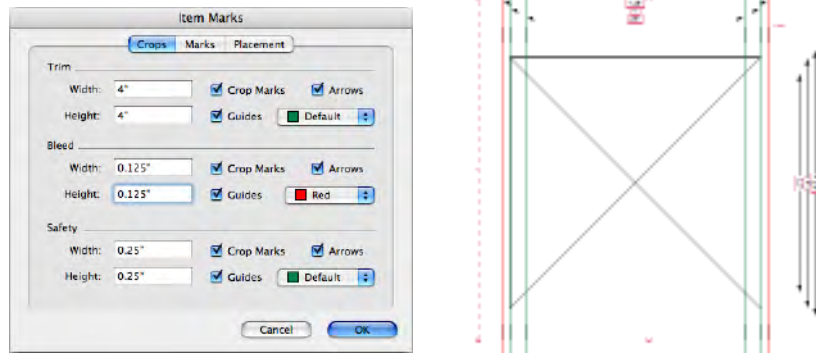 Item Marks
Crops Marks Placement
Trim
Width: 4" Crop Marks Arrows
Height: 4" Guides Default
Bleed
Width: 0.125" Crop Marks Arrows
Height: 0.125" Guides Red
Safety
Width: 0.25" Crop Marks Arrows
Height: 0.25" Guides Default
Cancel OK